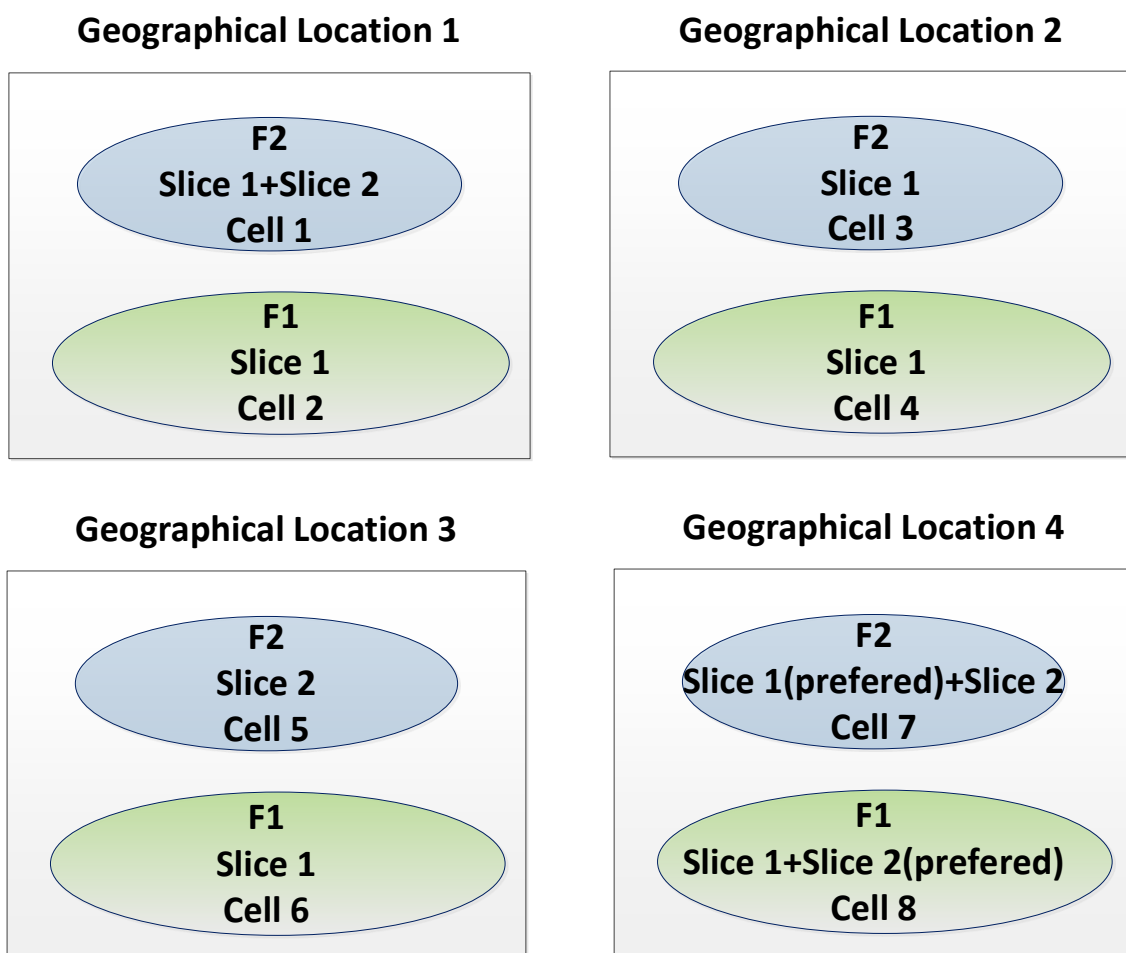 Geographical Location 1
F2
Slice 1+Slice 2
Cell 1
F1
Slice 1
Cell 2
Geographical Location 2
F2
Slice 1
Cell 3
F1
Slice 1
Cell 4
Geographical Location 3
F2
Slice 2
Cell 5
F1
Slice 1
Cell 6
Geographical Location 4
F2
Slice 1(prefered)+Slice 2
Cell 7
F1
Slice 1+Slice 2(prefered)
Cell 8